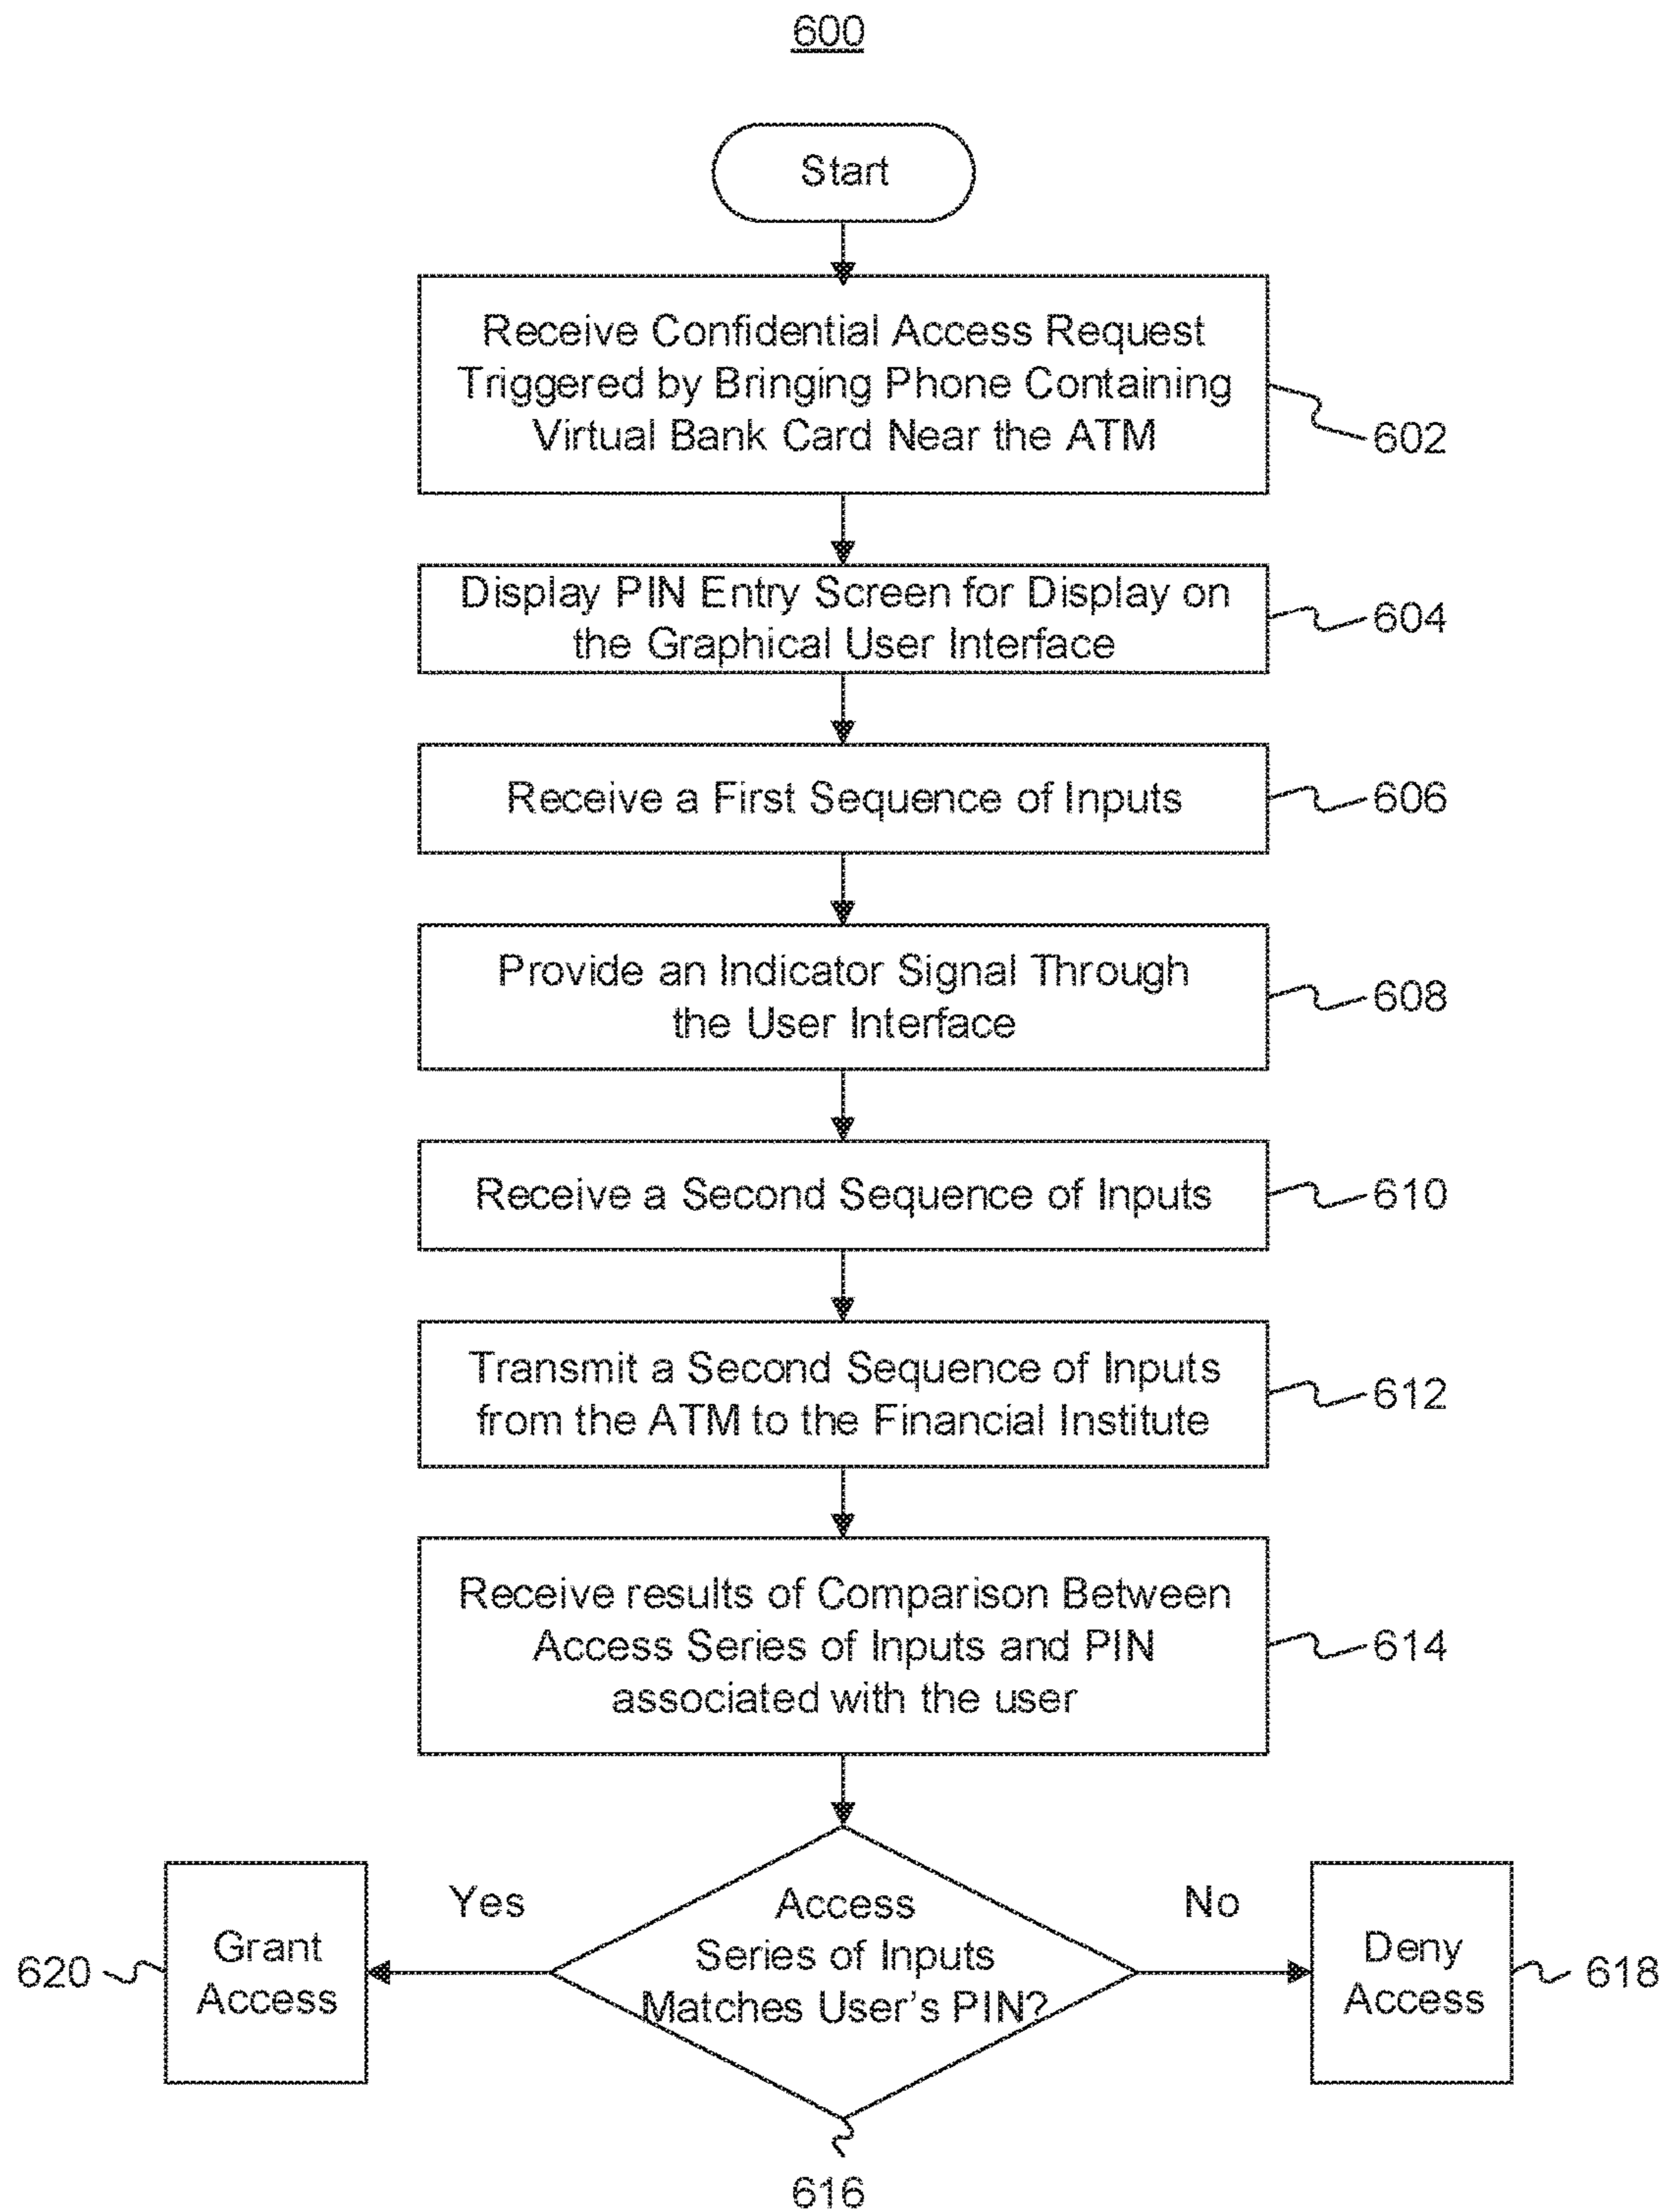 600
Start
Receive Confidential Access Request
Triggered by Bringing Phone Containing
Virtual Bank Card Near the ATM
602
Display PIN Entry Screen for Display on
the Graphical User Interface
604
Receive a First Sequence of Inputs
606
Provide an Indicator Signal Through
the User Interface
608
Receive a Second Sequence of Inputs
610
Transmit a Second Sequence of Inputs
from the ATM to the Financial Institute
612
Receive results of Comparison Between
Access Series of Inputs and PIN
associated with the user
614
Yes
Access
Series of Inputs
Matches User's PIN?
No
620
Grant
Access
Deny
Access
618
616